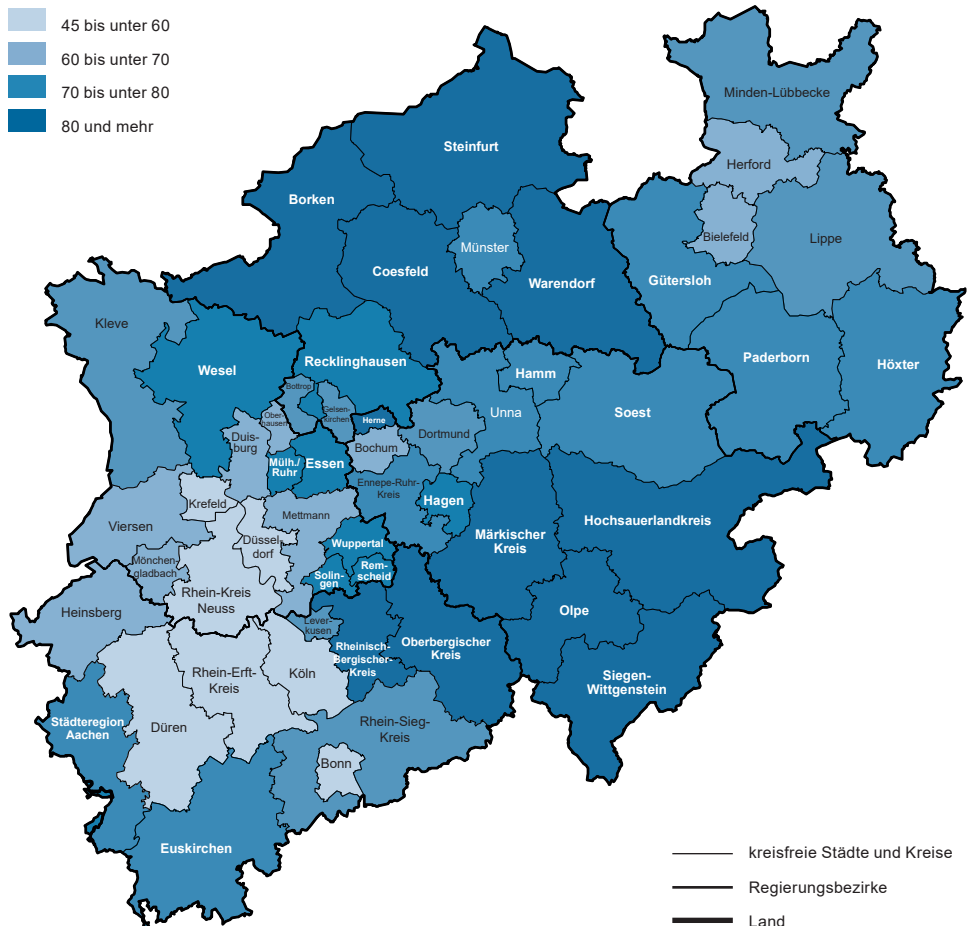 45 bis unter 60
60 bis unter 70
70 bis unter 80
80 und mehr
Minden-Lübbecke
Steinfurt
Herford
Borken
Bielefeld
Lippe
Münster
Coesfeld
Warendorf
Gütersloh
Kleve
Wesel
Recklinghausen
Hamm
Paderborn
Höxter
Bottrop
Gelsen-
kirchen
Ober-
hausen
Herne
Unna
Soest
Duis-
burg
Dortmund
Bochum
Mülh./
Ruhr
Essen
Ennepe-Ruhr-
Kreis
Hagen
Krefeld
Viersen
Mettmann
Märkischer
Kreis
Hochsauerlandkreis
Düssel-
dorf
Wuppertal
Mönchen-
gladbach
Solin-
gen
Rem-
scheid
Rhein-Kreis
Neuss
Heinsberg
Olpe
Lever-
kusen
Rheinisch-
Bergischer-
Kreis
Oberbergischer
Kreis
Rhein-Erft-
Kreis
Köln
Siegen-
Wittgenstein
Städteregion
Aachen
Düren
Rhein-Sieg-
Kreis
Bonn
Euskirchen
kreisfreie Städte und Kreise
Regierungsbezirke
Land